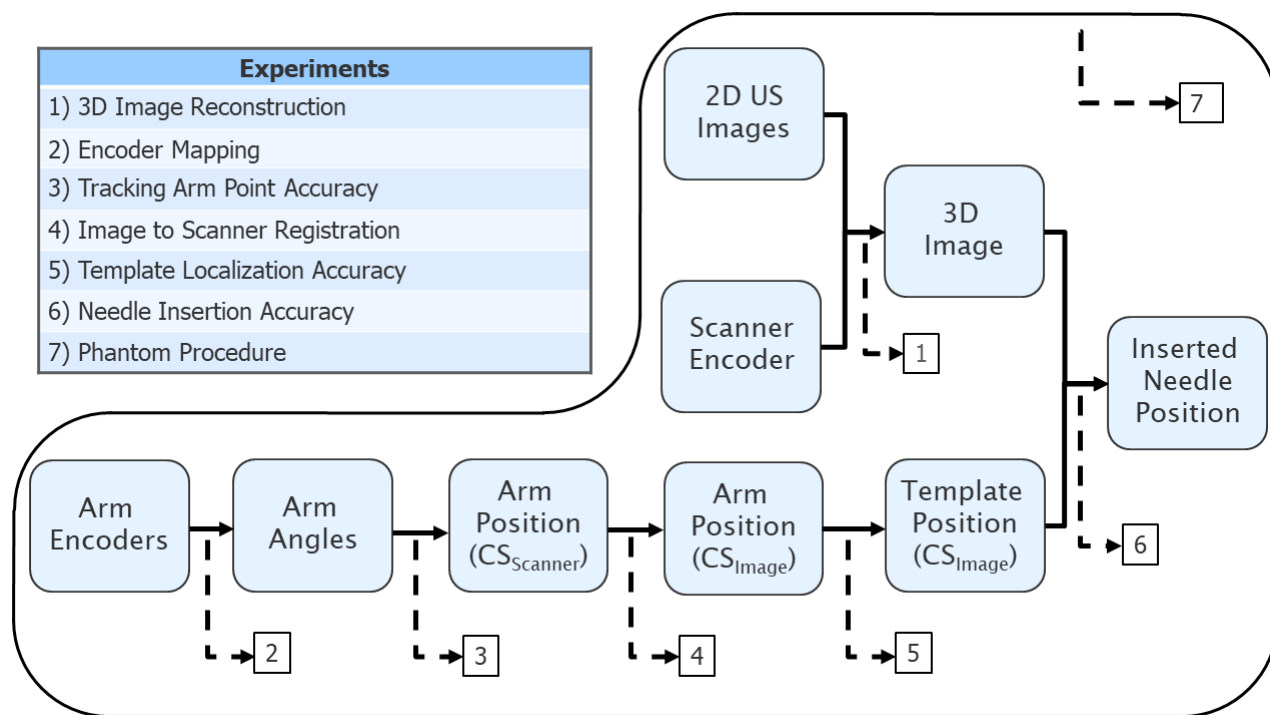 Experiments
1) 3D Image Reconstruction
2) Encoder Mapping
3) Tracking Arm Point Accuracy
4) Image to Scanner Registration
5) Template Localization Accuracy
6) Needle Insertion Accuracy
7) Phantom Procedure
2D US
Images
7
3D
Image
Scanner
Encoder
1
Inserted
Needle
Position
Arm
Encoders
Arm
Angles
Arm
Position
(CSScanner)
Arm
Position
(CSImage)
Template
Position
(CSImage)
6
2
3
4
5